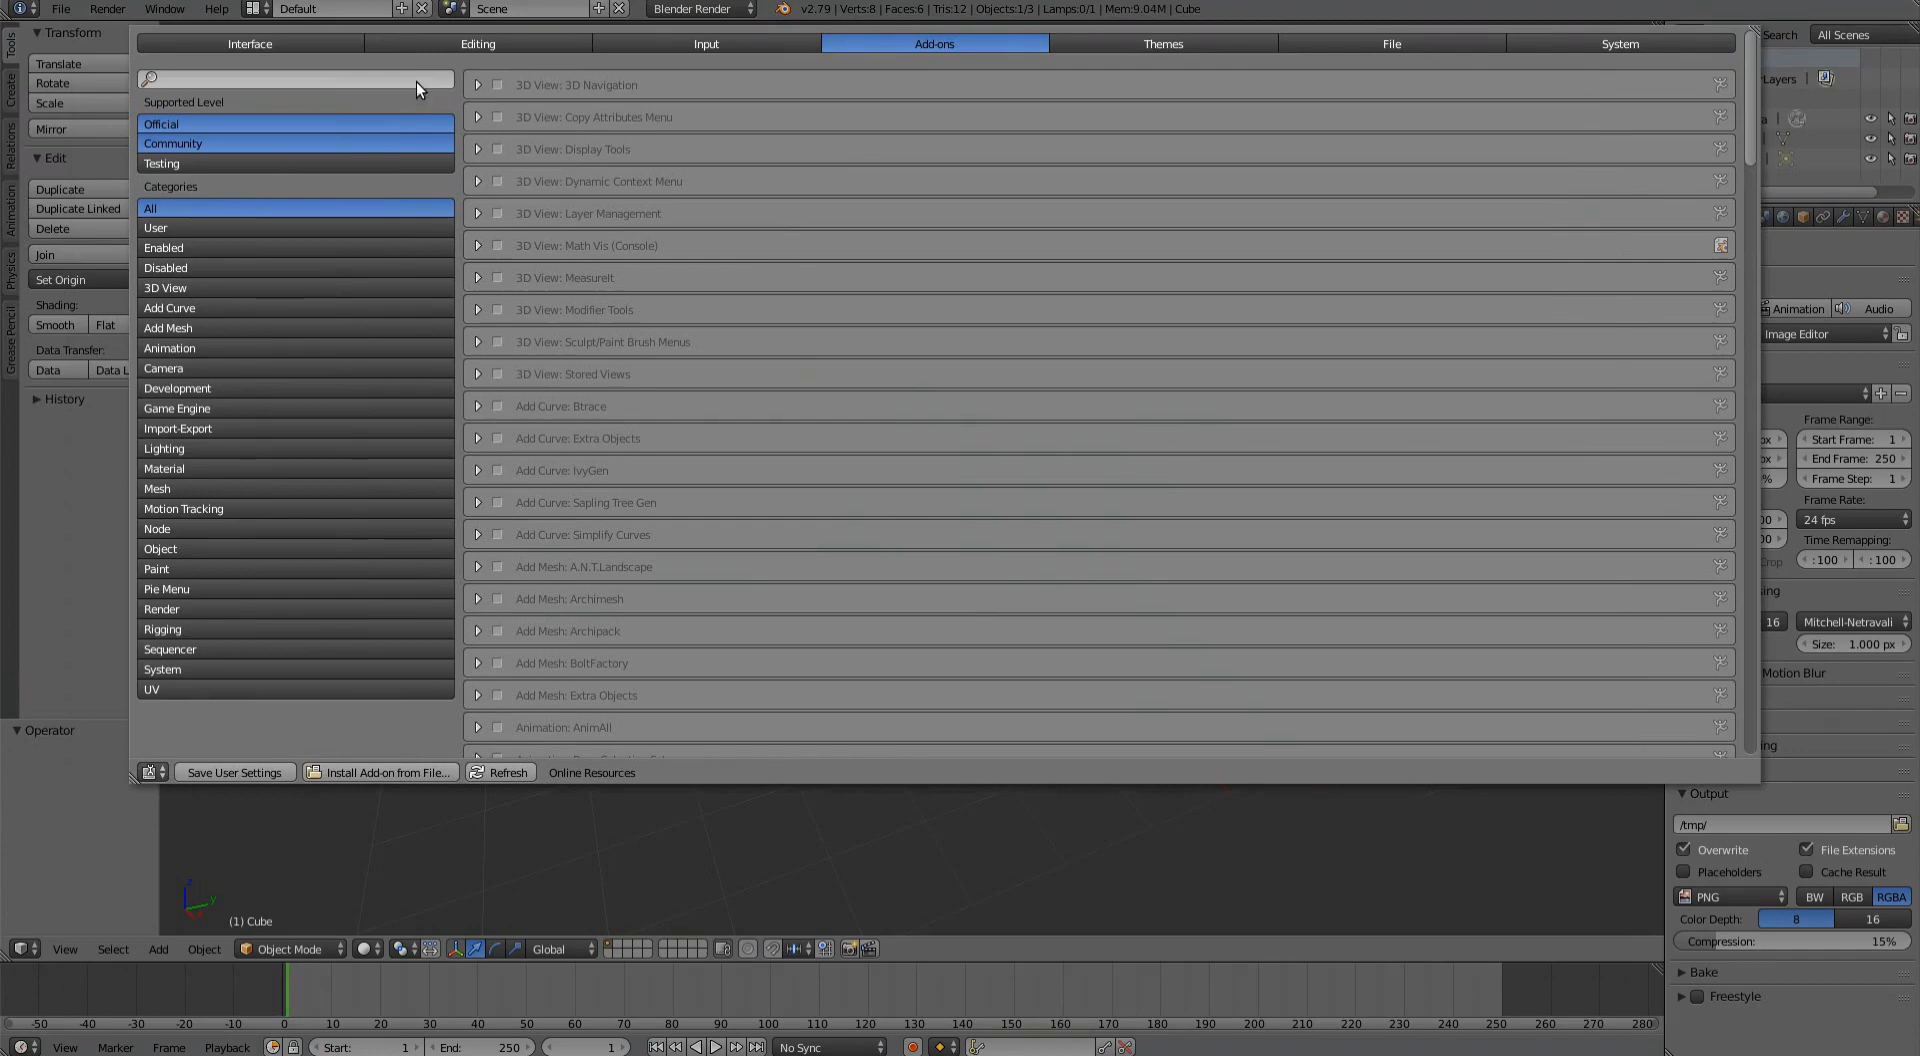 File Render Window Help Default Scene Blender Render v2.79 | Verts:8 | Faces:6 | Tris:12 | Objects:1/3 | Lamps:0/1 | Mem:9.04M | Cube
Interface Editing Input Add-ons Themes File System
Search All Scenes
Tools
Create
Relations
Animation
Physics
Grease Pencil
Transform
Translate
Rotate
Scale
Mirror
Edit
Duplicate
Duplicate Linked
Delete
Join
Set Origin
Shading:
Smooth Flat
Data Transfer:
Data Data L
History
Operator
Supported Level
Official
Community
Testing
Categories
All
User
Enabled
Disabled
3D View
Add Curve
Add Mesh
Animation
Camera
Development
Game Engine
Import-Export
Lighting
Material
Mesh
Motion Tracking
Node
Object
Paint
Pie Menu
Render
Rigging
Sequencer
System
UV
3D View: 3D Navigation
3D View: Copy Attributes Menu
3D View: Display Tools
3D View: Dynamic Context Menu
3D View: Layer Management
3D View: Math Vis (Console)
3D View: MeasureIt
3D View: Modifier Tools
3D View: Sculpt/Paint Brush Menus
3D View: Stored Views
Add Curve: Btrace
Add Curve: Extra Objects
Add Curve: IvyGen
Add Curve: Sapling Tree Gen
Add Curve: Simplify Curves
Add Mesh: A.N.T.Landscape
Add Mesh: Archimesh
Add Mesh: Archipack
Add Mesh: BoltFactory
Add Mesh: Extra Objects
Animation: AnimAll
Save User Settings Install Add-on from File... Refresh Online Resources
yLayers |
Animation Audio
Image Editor
Frame Range:
Start Frame: 1
End Frame: 250
Frame Step: 1
Frame Rate:
24 fps
Time Remapping:
:100 :100
16 Mitchell-Netravali
Size: 1.000 px
Motion Blur
Output
/tmp/
Overwrite File Extensions
Placeholders Cache Result
PNG BW RGB RGBA
Color Depth: 8 16
Compression: 15%
Bake
Freestyle
z
y
x
(1) Cube
View Select Add Object Object Mode Global
-50 -40 -30 -20 -10 0 10 20 30 40 50 60 70 80 90 100 110 120 130 140 150 160 170 180 190 200 210 220 230 240 250 260 270 280
View Marker Frame Playback Start: 1 End: 250 1 No Sync